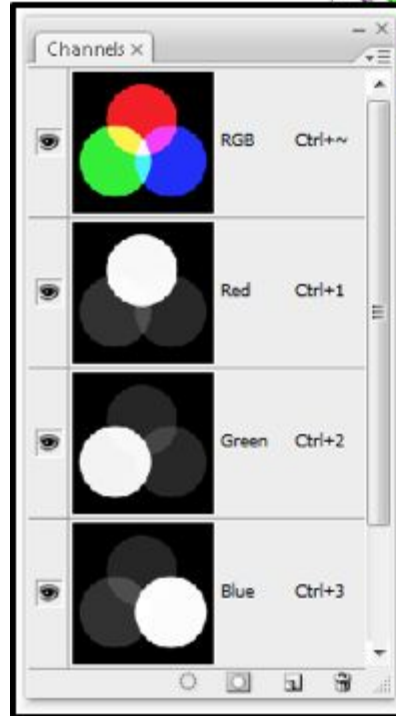 Channels ×
RGB Ctrl+~
Red Ctrl+1
Green Ctrl+2
Blue Ctrl+3